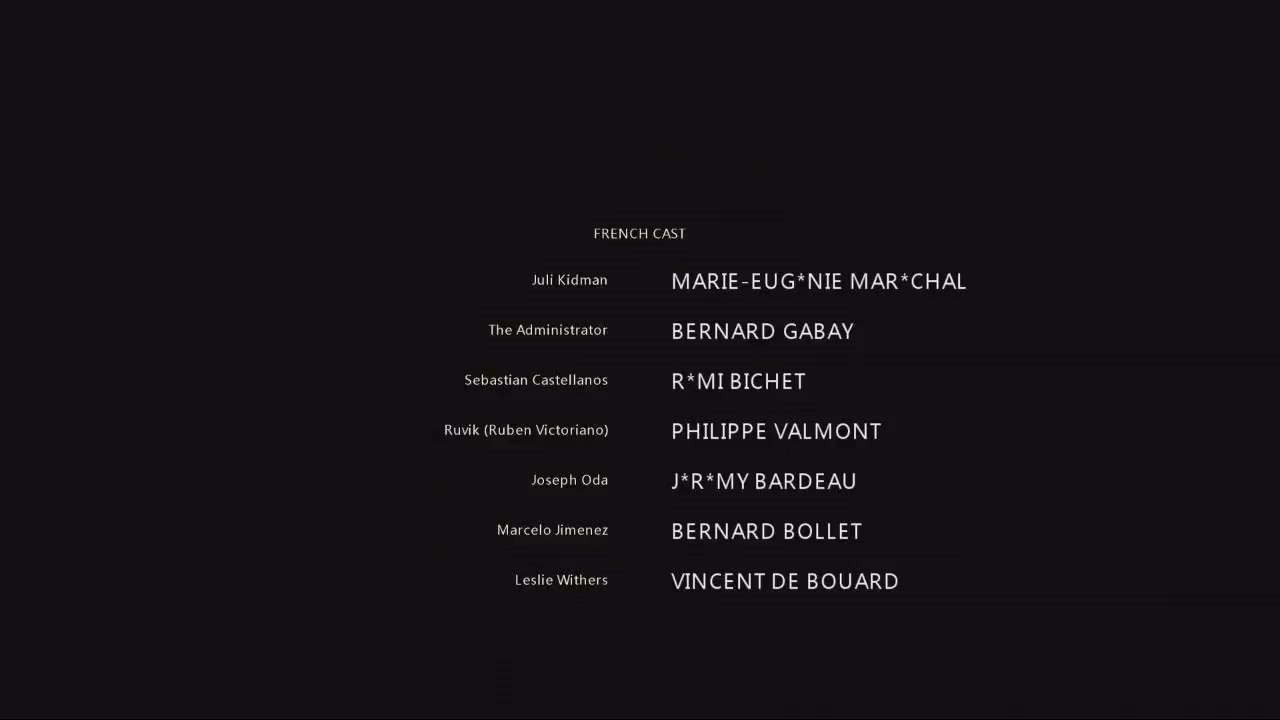 FRENCH CAST
Juli Kidman MARIE-EUG*NIE MAR*CHAL
The Administrator BERNARD GABAY
Sebastian Castellanos R*MI BICHET
Ruvik (Ruben Victoriano) PHILIPPE VALMONT
Joseph Oda J*R*MY BARDEAU
Marcelo Jimenez BERNARD BOLLET
Leslie Withers VINCENT DE BOUARD